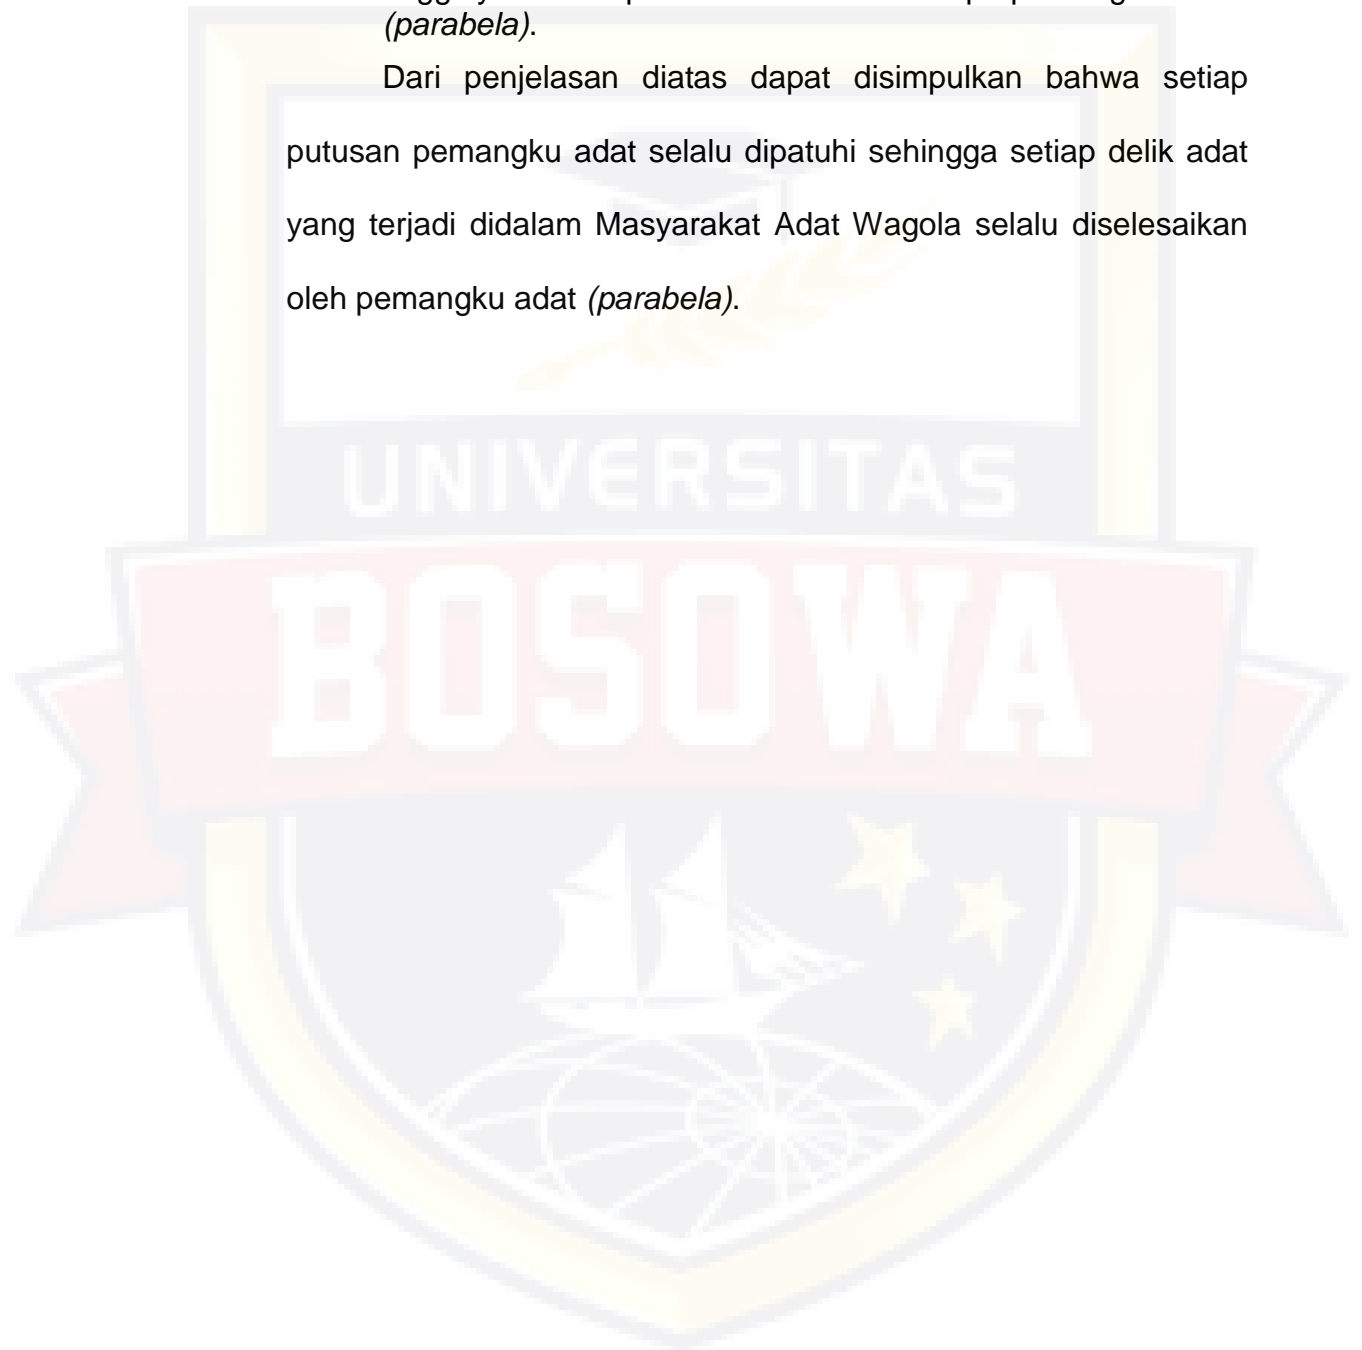 (parabela).
Dari penjelasan diatas dapat disimpulkan bahwa setiap
putusan pemangku adat selalu dipatuhi sehingga setiap delik adat
yang terjadi didalam Masyarakat Adat Wagola selalu diselesaikan
oleh pemangku adat (parabela).
UNIVERSITAS
BOSOWA